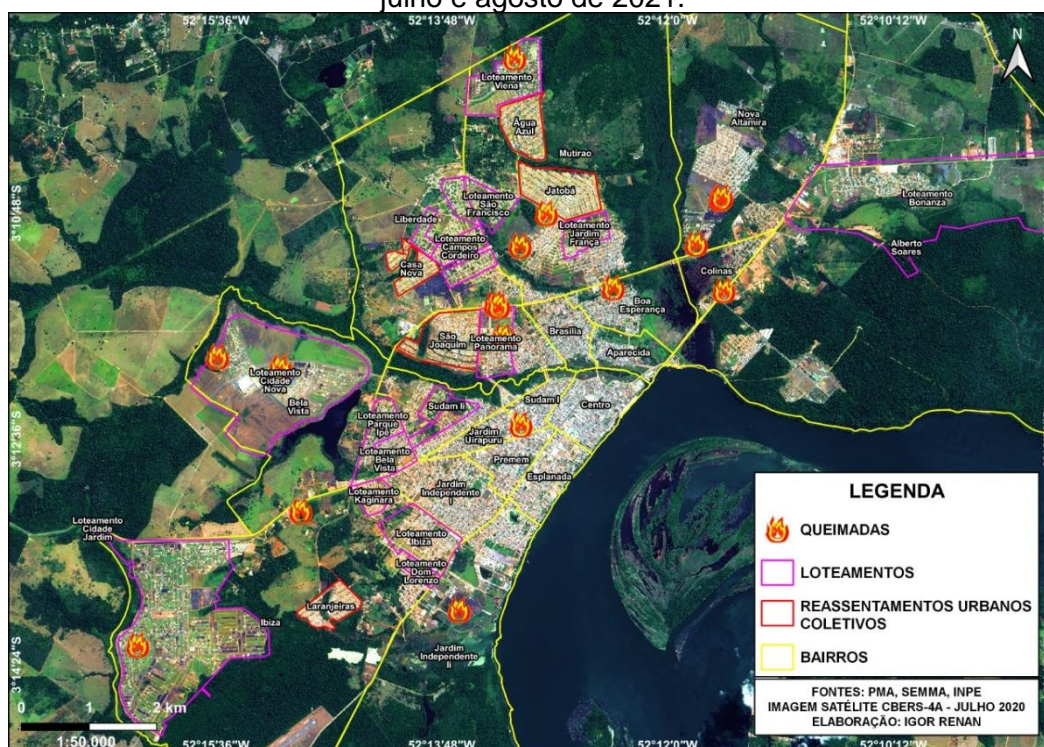 julho e agosto de 2021.
52°15'36"W
52°13'48"W
52°12'0"W
52°10'12"W
N
Loteamento
Viena
Água
Azul
Mutirao
Nova
Altamira
Jatobá
Loteamento
São
Francisco
Liberdade
Loteamento
Jardim
França
Loteamento
Campos
Cordeiro
Casa
Nova
Loteamento
Bonanza
Alberto
Soares
Colinas
3°10'48"S
Boa
Esperança
São
Joaquim
Loteamento
Panorama
Brasília
Aparecida
Loteamento
Cidade
Nova
Bela
Vista
Sudam Ii
Sudam I
Centro
Loteamento
Parque
Ipê
Jardim
Uirapuru
Premem
Loteamento
Bela
Vista
Esplanada
3°12'36"S
Loteamento
Kaginara
Jardim
Independente
I
Loteamento
Cidade
Jardim
Loteamento
Ibiza
Loteamento
Dom
Lorenzo
Laranjeiras
Ibiza
Jardim
Independente
Ii
3°14'24"S
LEGENDA
QUEIMADAS
LOTEAMENTOS
REASSENTAMENTOS URBANOS
COLETIVOS
BAIRROS
FONTES: PMA, SEMMA, INPE
IMAGEM SATÉLITE CBERS-4A - JULHO 2020
ELABORAÇÃO: IGOR RENAN
0 1 2 km
1:50.000
52°15'36"W
52°13'48"W
52°12'0"W
52°10'12"W